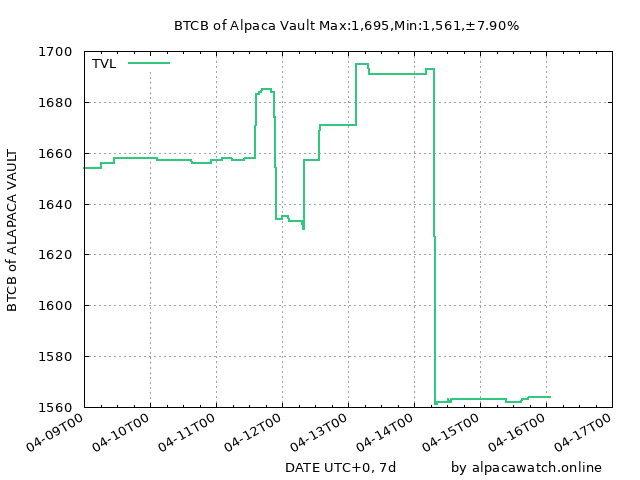 BTCB of Alpaca Vault Max:1,695,Min:1,561,±7.90%
TVL
BTCB of ALAPACA VAULT
1700
1680
1660
1640
1620
1600
1580
1560
04-09T00
04-10T00
04-11T00
04-12T00
04-13T00
04-14T00
04-15T00
04-16T00
04-17T00
DATE UTC+0, 7d
by alpacawatch.online